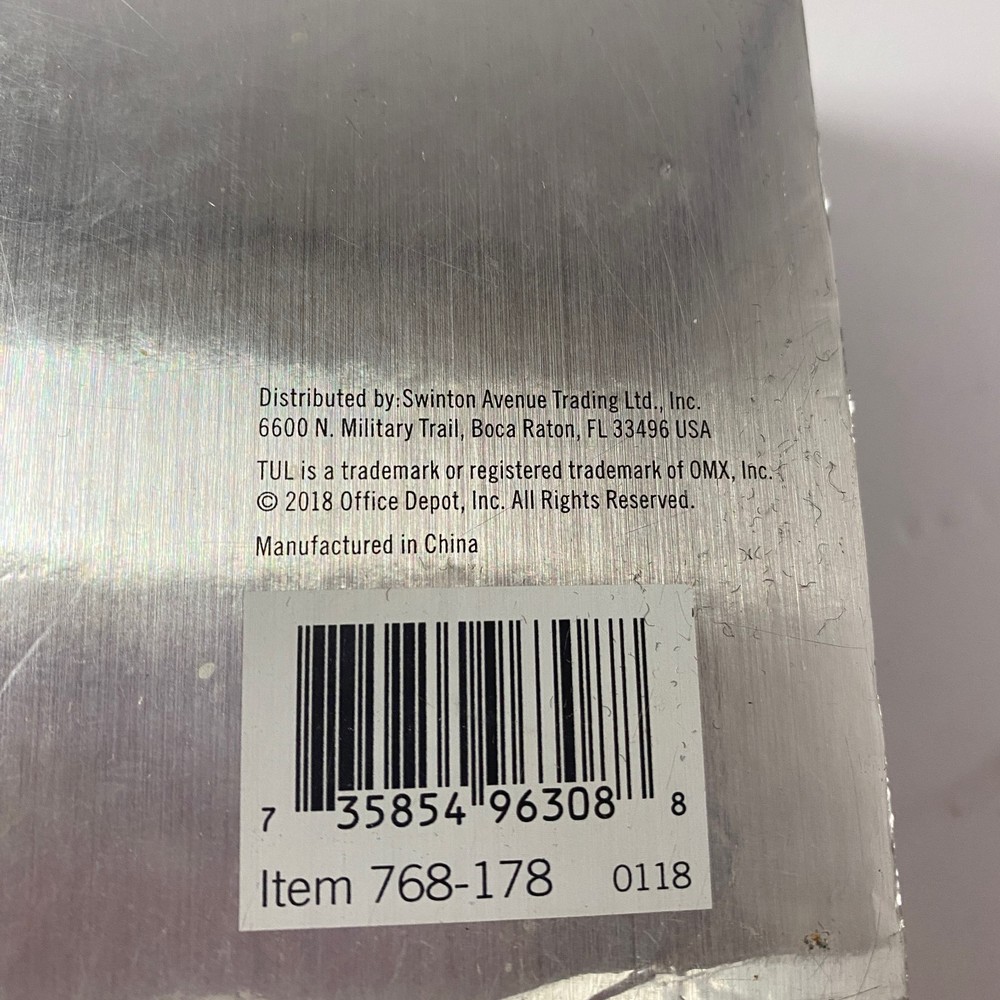 Distributed by:Swinton Avenue Trading Ltd., Inc.
6600 N. Military Trail, Boca Raton, FL 33496 USA
TUL is a trademark or registered trademark of OMX, Inc.
© 2018 Office Depot, Inc. All Rights Reserved.
Manufactured in China
7 35854 96308 8
Item 768-178 0118